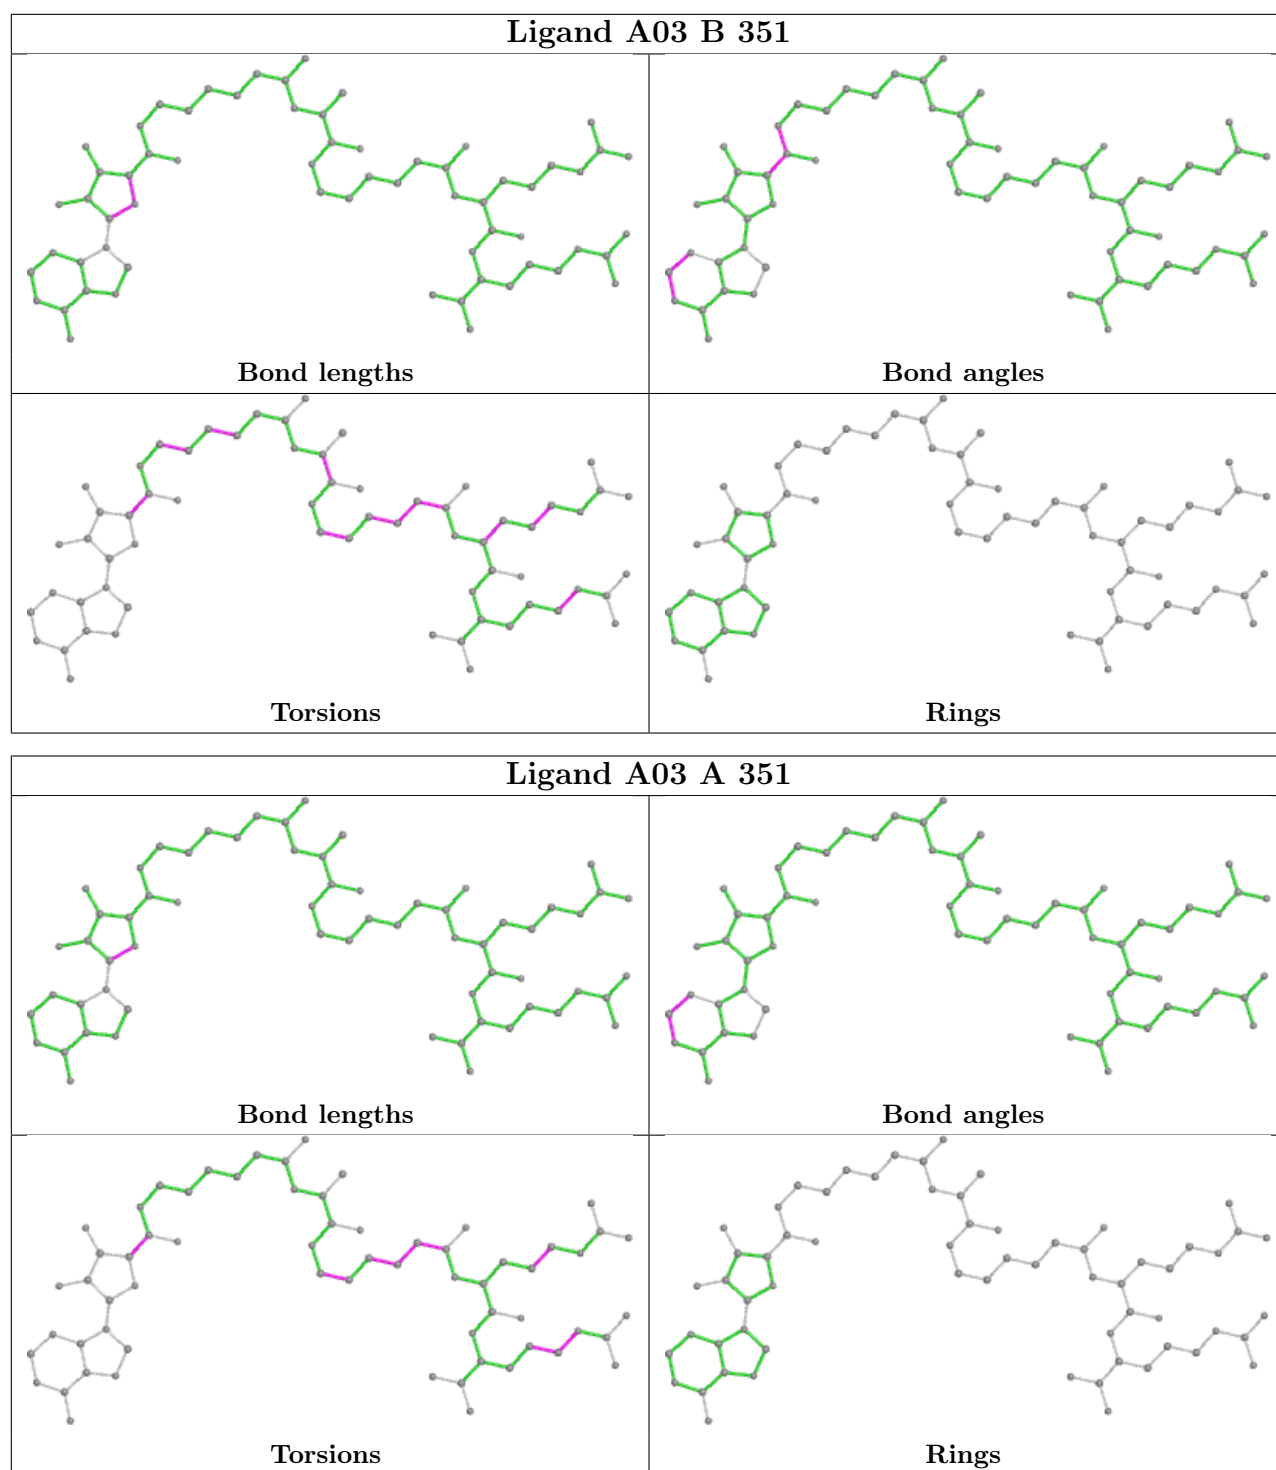 Ligand A03 B 351
Bond lengths
Bond angles
Torsions
Rings
Ligand A03 A 351
Bond lengths
Bond angles
Torsions
Rings